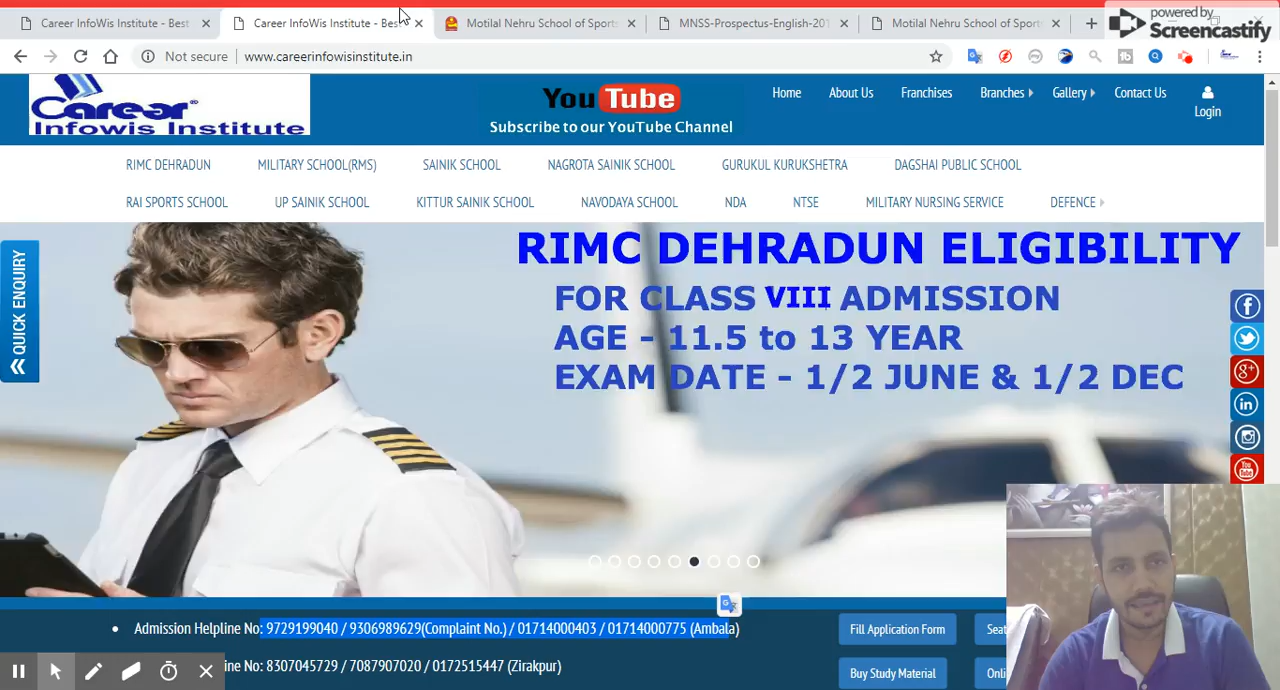 Career InfoWis Institute - Best
Career InfoWis Institute - Bes
Motilal Nehru School of Sports
MNSS-Prospectus-English-201
Motilal Nehru School of Sport
powered by
Screencastify
Not secure
www.careerinfowisinstitute.in
Career
Infowis Institute
YouTube
Subscribe to our YouTube Channel
Home
About Us
Franchises
Branches
Gallery
Contact Us
Login
RIMC DEHRADUN
MILITARY SCHOOL(RMS)
SAINIK SCHOOL
NAGROTA SAINIK SCHOOL
GURUKUL KURUKSHETRA
DAGSHAI PUBLIC SCHOOL
RAI SPORTS SCHOOL
UP SAINIK SCHOOL
KITTUR SAINIK SCHOOL
NAVODAYA SCHOOL
NDA
NTSE
MILITARY NURSING SERVICE
DEFENCE
QUICK ENQUIRY
RIMC DEHRADUN ELIGIBILITY
FOR CLASS VIII ADMISSION
AGE - 11.5 to 13 YEAR
EXAM DATE - 1/2 JUNE & 1/2 DEC
Admission Helpline No: 9729199040 / 9306989629(Complaint No.) / 01714000403 / 01714000775 (Ambala)
Fill Application Form
Seat
ine No: 8307045729 / 7087907020 / 0172515447 (Zirakpur)
Buy Study Material
Onli